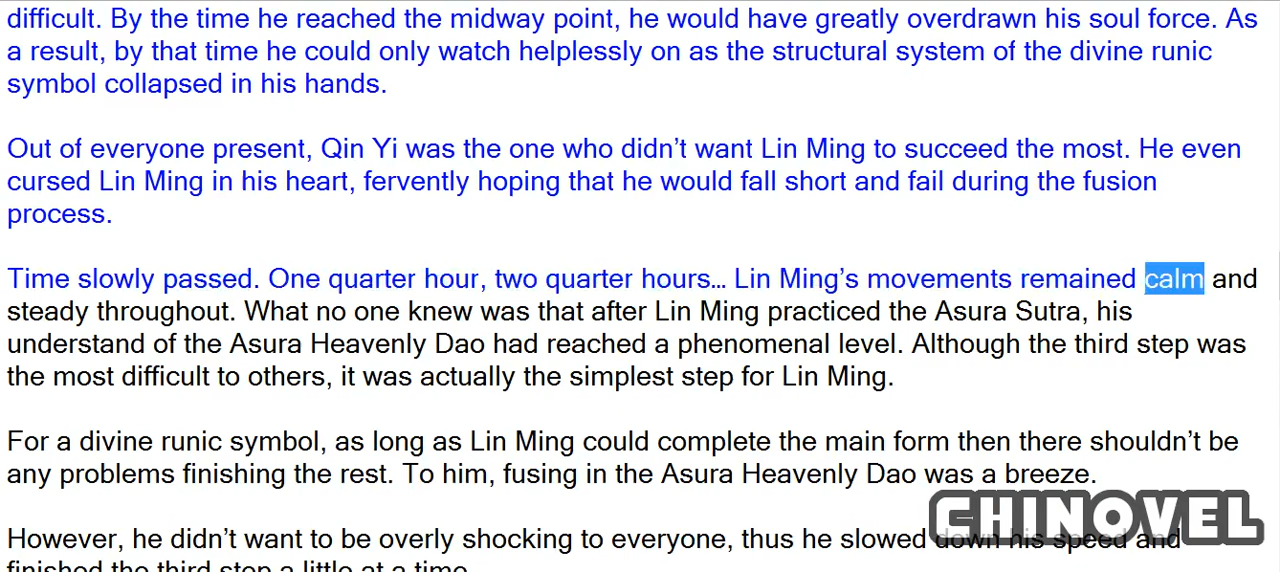 difficult. By the time he reached the midway point, he would have greatly overdrawn his soul force. As
a result, by that time he could only watch helplessly on as the structural system of the divine runic
symbol collapsed in his hands.
Out of everyone present, Qin Yi was the one who didn’t want Lin Ming to succeed the most. He even
cursed Lin Ming in his heart, fervently hoping that he would fall short and fail during the fusion
process.
Time slowly passed. One quarter hour, two quarter hours… Lin Ming’s movements remained calm and
steady throughout. What no one knew was that after Lin Ming practiced the Asura Sutra, his
understand of the Asura Heavenly Dao had reached a phenomenal level. Although the third step was
the most difficult to others, it was actually the simplest step for Lin Ming.
For a divine runic symbol, as long as Lin Ming could complete the main form then there shouldn’t be
any problems finishing the rest. To him, fusing in the Asura Heavenly Dao was a breeze.
CHINOVEL
However, he didn’t want to be overly shocking to everyone, thus he slowed down his speed and
finished the third step a little at a time.